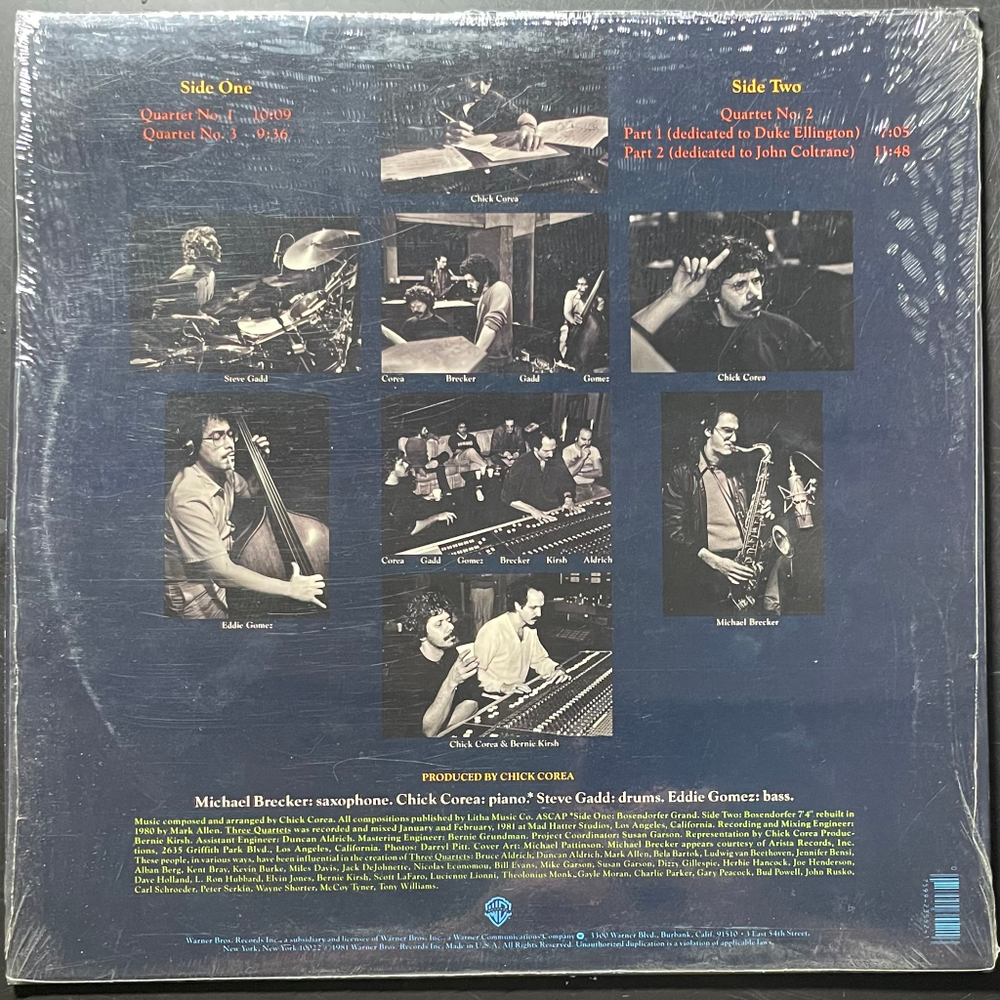 Side One
Quartet No. 1 10:09
Quartet No. 3 9:36
Side Two
Quartet No. 2
Part 1 (dedicated to Duke Ellington) 7:05
Part 2 (dedicated to John Coltrane) 11:48
Chick Corea
Steve Gadd
Corea Brecker Gadd Gomez
Chick Corea
Eddie Gomez
Corea Gadd Gomez Brecker Kirsh Aldrich
Michael Brecker
Chick Corea & Bernie Kirsh
PRODUCED BY CHICK COREA
Michael Brecker: saxophone. Chick Corea: piano.* Steve Gadd: drums. Eddie Gomez: bass.
Music composed and arranged by Chick Corea. All compositions published by Litha Music Co. ASCAP *Side One: Bosendorfer Grand. Side Two: Bosendorfer 7'4" rebuilt in
1980 by Mark Allen. Three Quartets was recorded and mixed January and February, 1981 at Mad Hatter Studios, Los Angeles, California. Recording and Mixing Engineer:
Bernie Kirsh. Assistant Engineer: Duncan Aldrich. Mastering Engineer: Bernie Grundman. Project Coordinator: Susan Garson. Representation by Chick Corea Produc-
tions, 2635 Griffith Park Blvd., Los Angeles, California. Photos: Darryl Pitt. Cover Art: Michael Pattinson. Michael Brecker appears courtesy of Arista Records, Inc.
These people, in various ways, have been influential in the creation of Three Quartets: Bruce Aldrich, Duncan Aldrich, Mark Allen, Bela Bartok, Ludwig van Beethoven, Jennifer Bensi,
Alban Berg, Kent Bray, Kevin Burke, Miles Davis, Jack DeJohnette, Nicolas Economou, Bill Evans, Mike Garson, Susan Garson, Dizzy Gillespie, Herbie Hancock, Joe Henderson,
Dave Holland, L. Ron Hubbard, Elvin Jones, Bernie Kirsh, Scott LaFaro, Lucienne Lionni, Thelonius Monk, Gayle Moran, Charlie Parker, Gary Peacock, Bud Powell, John Rusko,
Carl Schroeder, Peter Serkin, Wayne Shorter, McCoy Tyner, Tony Williams.
Warner Bros. Records Inc., a subsidiary and licensee of Warner Bros. Inc., a Warner Communications Company 3300 Warner Blvd., Burbank, Calif. 91510 • 3 East 54th Street,
New York, New York 10022 ℗1981 Warner Bros. Records Inc. Made in U.S.A. All Rights Reserved. Unauthorized duplication is a violation of applicable laws.